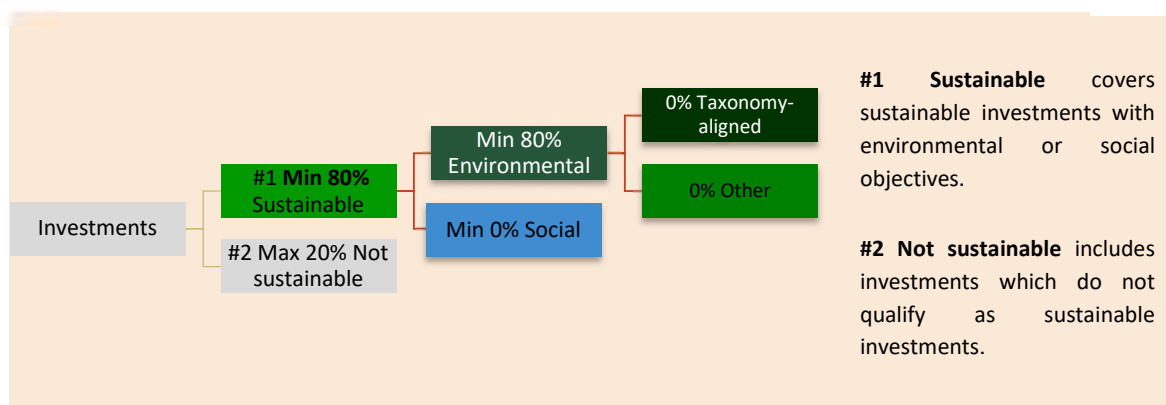 Investments
#1 Min 80%
Sustainable
#2 Max 20% Not
sustainable
Min 80%
Environmental
Min 0% Social
0% Taxonomy-
aligned
0% Other
#1 Sustainable covers
sustainable investments with
environmental or social
objectives.
#2 Not sustainable includes
investments which do not
qualify as sustainable
investments.